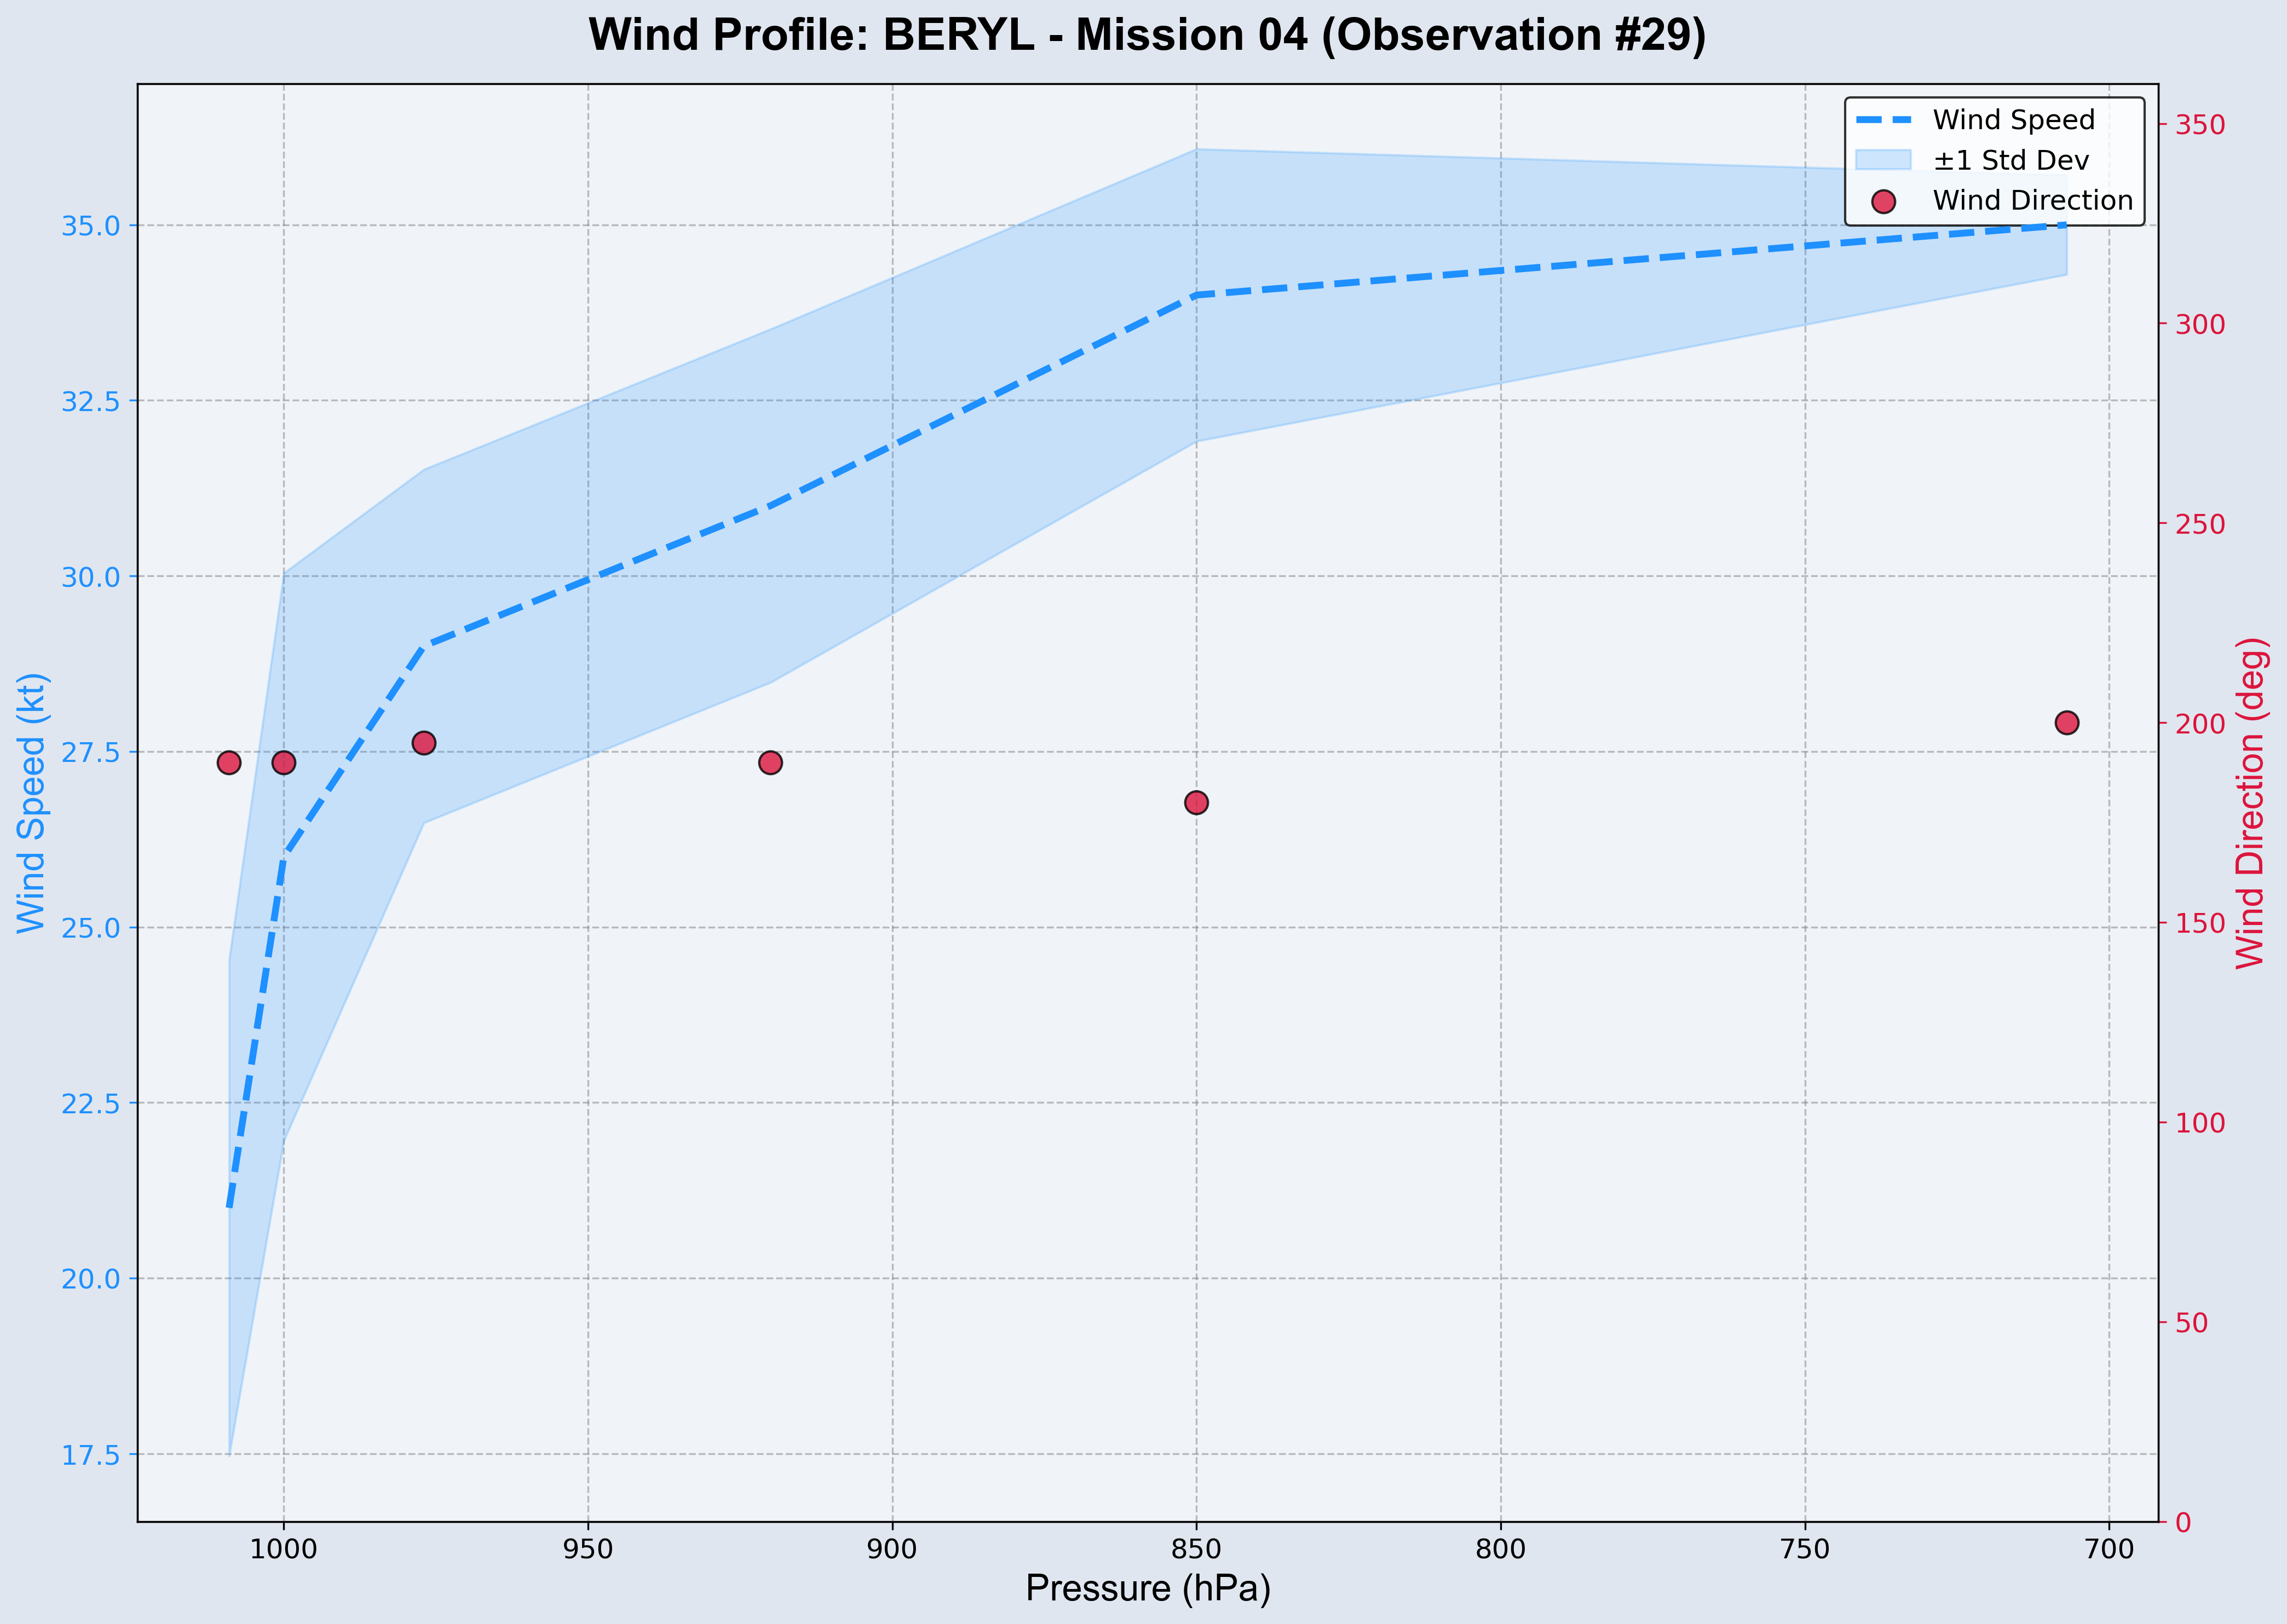 Wind Profile: BERYL - Mission 04 (Observation #29)
Wind Speed
±1 Std Dev
Wind Direction
Wind Speed (kt)
35.0
32.5
30.0
27.5
25.0
22.5
20.0
17.5
350
300
250
200
150
100
50
0
Wind Direction (deg)
1000 950 900 850 800 750 700
Pressure (hPa)